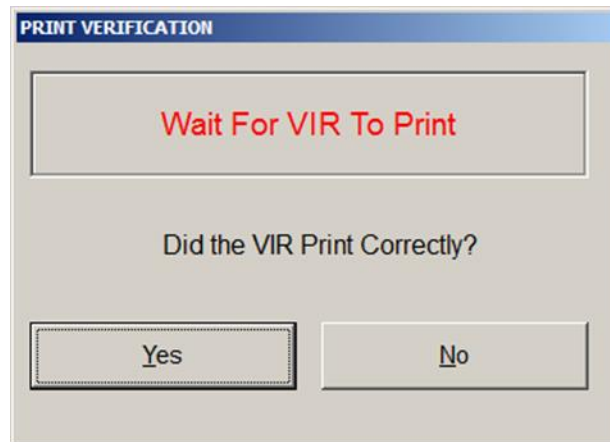 PRINT VERIFICATION
Wait For VIR To Print
Did the VIR Print Correctly?
Yes
No